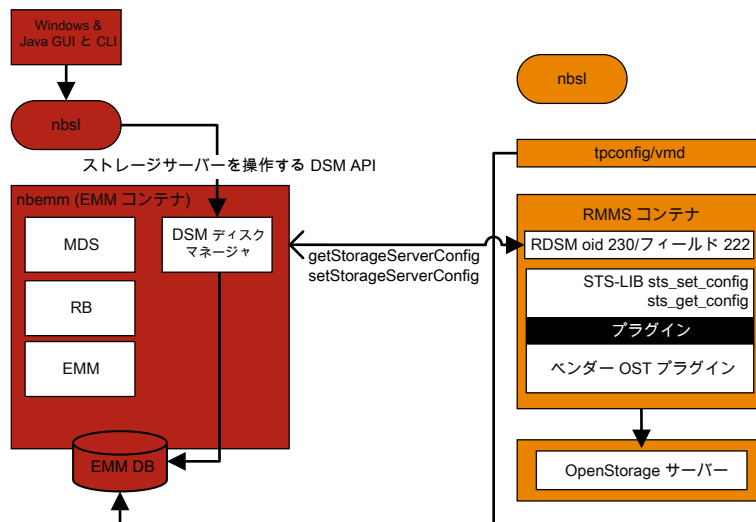 Windows &
Java GUI と CLI
nbsl
ストレージサーバーを操作する DSM API
nbemm (EMM コンテナ)
MDS
DSM ディスク
マネージャ
RB
EMM
EMM DB
getStorageServerConfig
setStorageServerConfig
nbsl
tpconfig/vmd
RMMS コンテナ
RDSM oid 230/フィールド 222
STS-LIB sts_set_config
sts_get_config
プラグイン
ベンダー OST プラグイン
OpenStorage サーバー